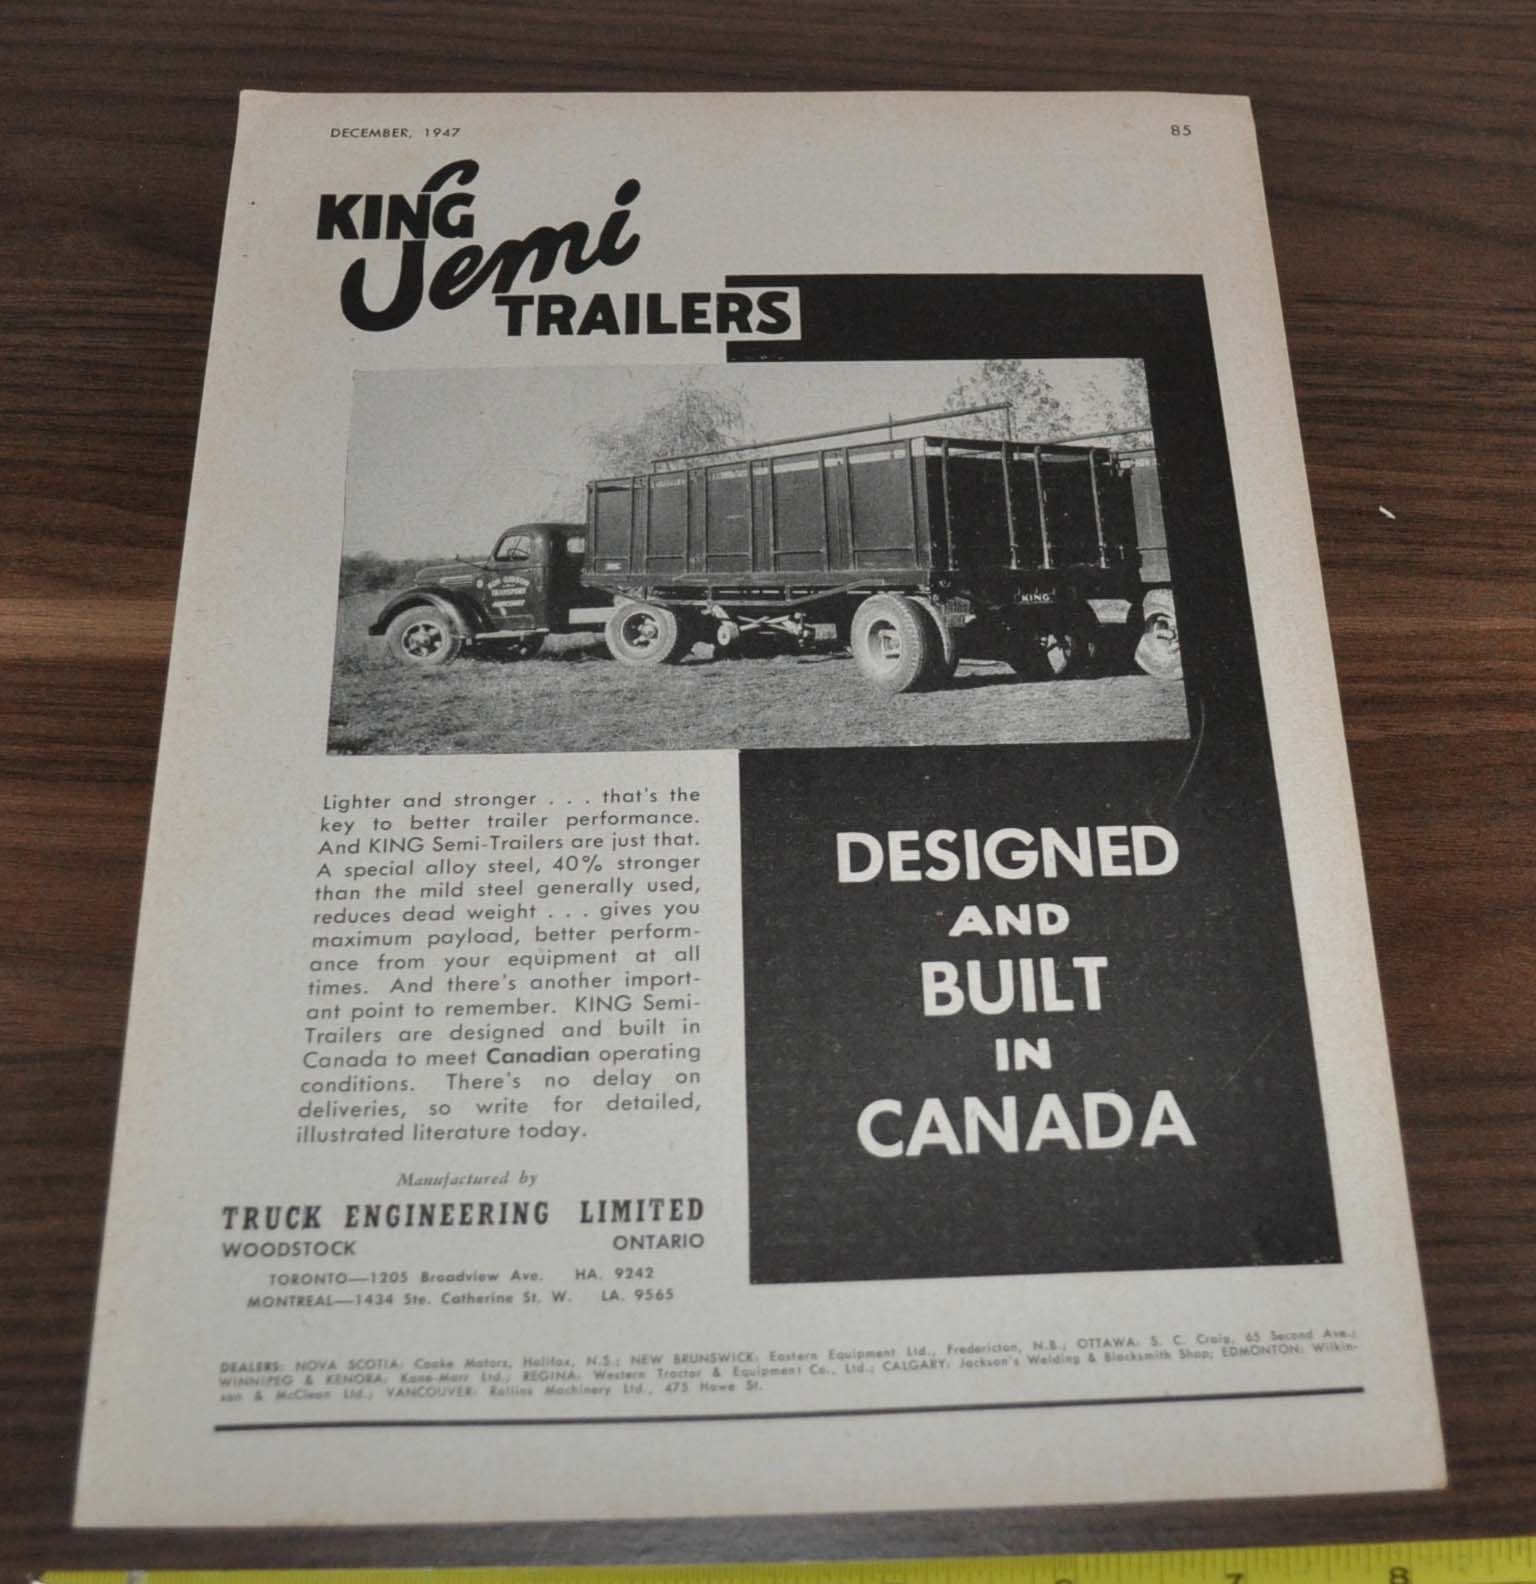 DECEMBER, 1947 85
KING
Semi
TRAILERS
TRANSPORT
KING
Lighter and stronger . . . that's the
key to better trailer performance.
And KING Semi-Trailers are just that.
A special alloy steel, 40% stronger
than the mild steel generally used,
reduces dead weight . . . gives you
maximum payload, better perform-
ance from your equipment at all
times. And there's another import-
ant point to remember. KING Semi-
Trailers are designed and built in
Canada to meet Canadian operating
conditions. There's no delay on
deliveries, so write for detailed,
illustrated literature today.
DESIGNED
AND
BUILT
IN
CANADA
Manufactured by
TRUCK ENGINEERING LIMITED
WOODSTOCK ONTARIO
TORONTO—1205 Broadview Ave. HA. 9242
MONTREAL—1434 Ste. Catherine St. W. LA. 9565
DEALERS: NOVA SCOTIA: Cooke Motors, Halifax, N.S.; NEW BRUNSWICK: Eastern Equipment Ltd., Fredericton, N.B.; OTTAWA: S. C. Craig, 65 Second Ave.;
WINNIPEG & KENORA: Kane-Marr Ltd.; REGINA: Western Tractor & Equipment Co., Ltd.; CALGARY: Jackson's Welding & Blacksmith Shop; EDMONTON: Wilkin-
son & McClean Ltd.; VANCOUVER: Rollins Machinery Ltd., 475 Howe St.
7 8